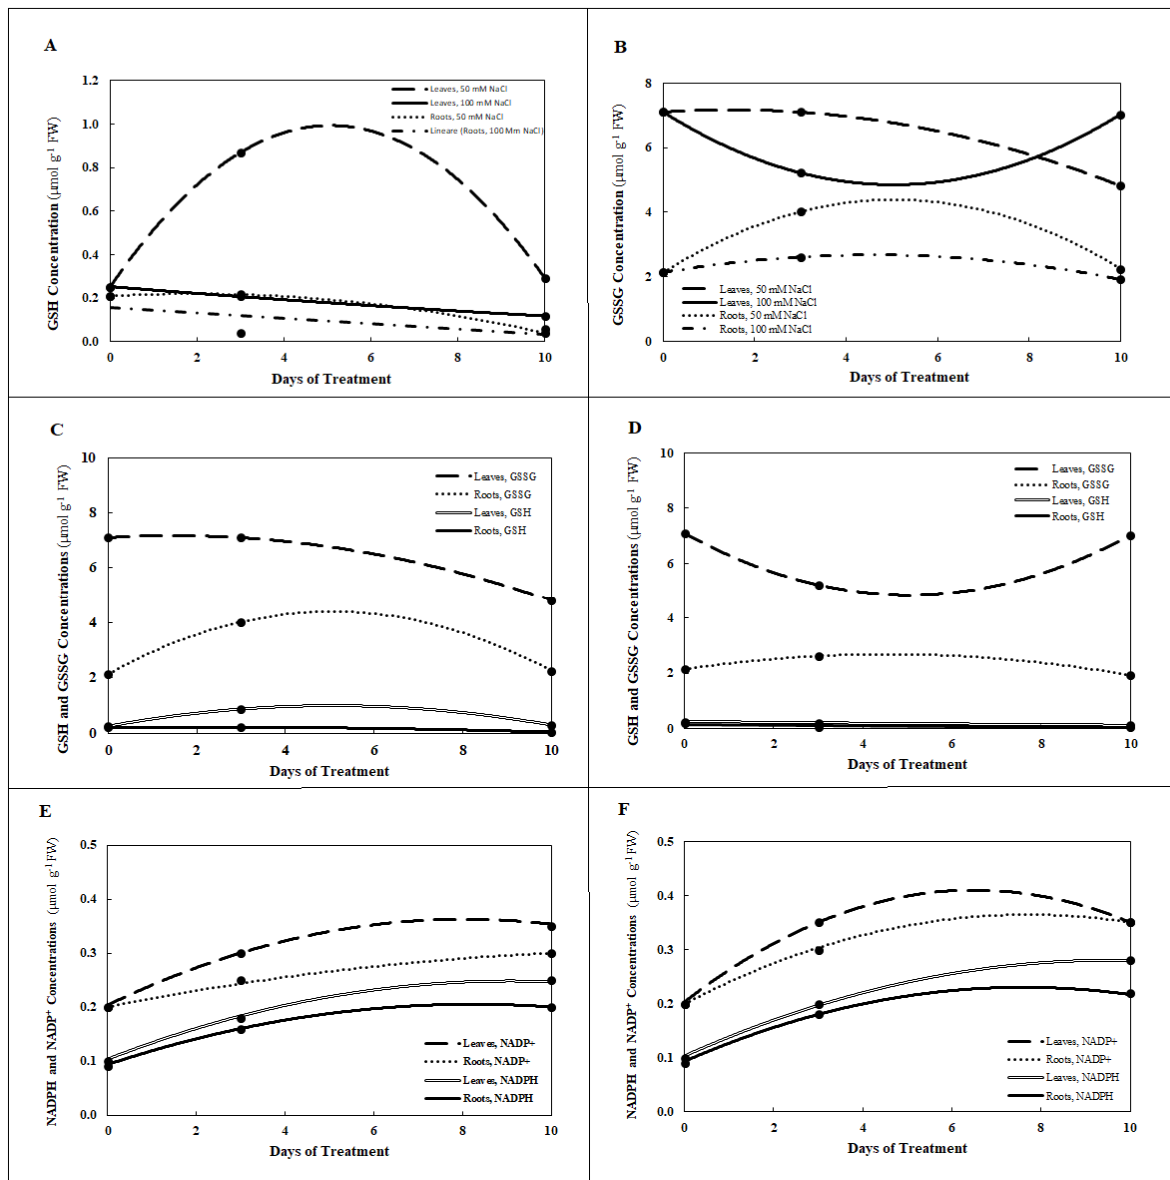 A
GSH Concentration (µmol g-1 FW)
1.2
1.0
0.8
0.6
0.4
0.2
0.0
0 2 4 6 8 10
Days of Treatment
Leaves, 50 mM NaCl
Leaves, 100 mM NaCl
Roots, 50 mM NaCl
Lineare (Roots, 100 Mm NaCl)
B
GSSG Concentration (µmol g-1 FW)
8
6
4
2
0
0 2 4 6 8 10
Days of Treatment
Leaves, 50 mM NaCl
Leaves, 100 mM NaCl
Roots, 50 mM NaCl
Roots, 100 mM NaCl
C
GSH and GSSG Concentrations (µmol g-1 FW)
10
8
6
4
2
0
0 2 4 6 8 10
Days of Treatment
Leaves, GSSG
Roots, GSSG
Leaves, GSH
Roots, GSH
D
GSH and GSSG Concentrations (µmol g-1 FW)
10
8
6
4
2
0
0 2 4 6 8 10
Days of Treatment
Leaves, GSSG
Roots, GSSG
Leaves, GSH
Roots, GSH
E
NADPH and NADP+ Concentrations (µmol g-1 FW)
0.5
0.4
0.3
0.2
0.1
0.0
0 2 4 6 8 10
Days of Treatment
Leaves, NADP+
Roots, NADP+
Leaves, NADPH
Roots, NADPH
F
NADPH and NADP+ Concentrations (µmol g-1 FW)
0.5
0.4
0.3
0.2
0.1
0.0
0 2 4 6 8 10
Days of Treatment
Leaves, NADP+
Roots, NADP+
Leaves, NADPH
Roots, NADPH